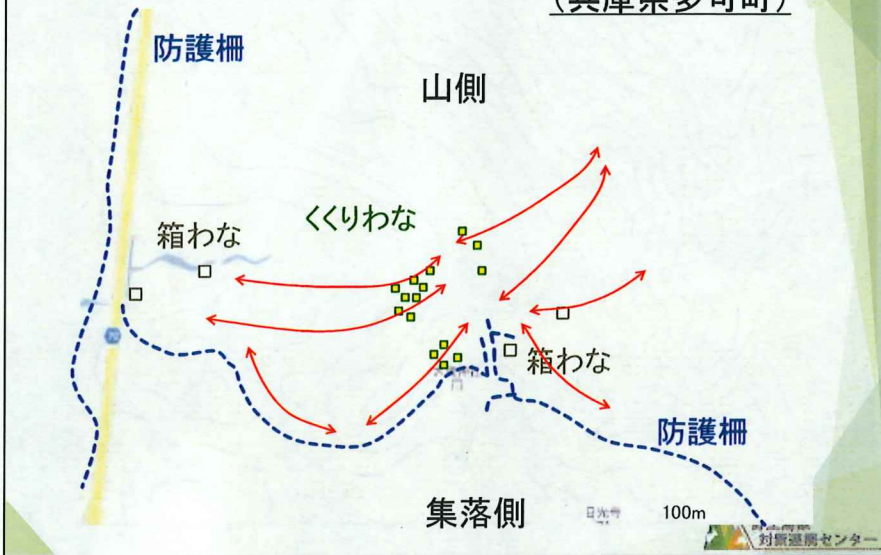 (兵庫県多可町)
防護柵
山側
くくりわな
箱わな
箱わな
防護柵
集落側
100m
対策連携センター